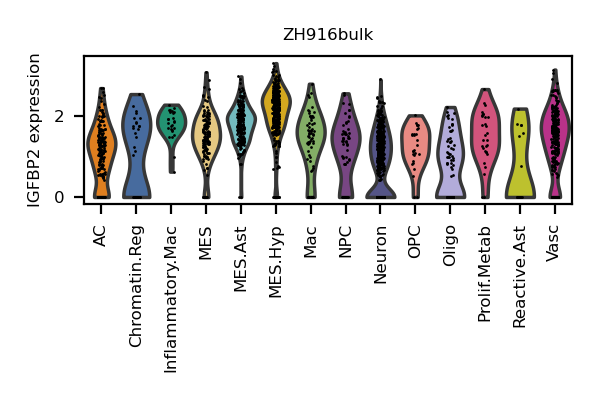 ZH916bulk
IGFBP2 expression
2
0
AC
Chromatin.Reg
Inflammatory.Mac
MES
MES.Ast
MES.Hyp
Mac
NPC
Neuron
OPC
Oligo
Prolif.Metab
Reactive.Ast
Vasc